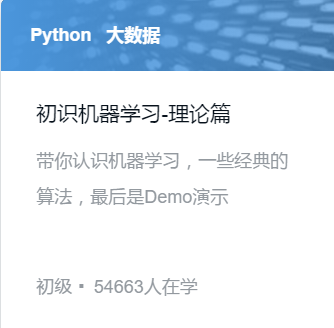 Python 大数据
初识机器学习-理论篇
带你认识机器学习，一些经典的
算法，最后是Demo演示
初级 · 54663人在学